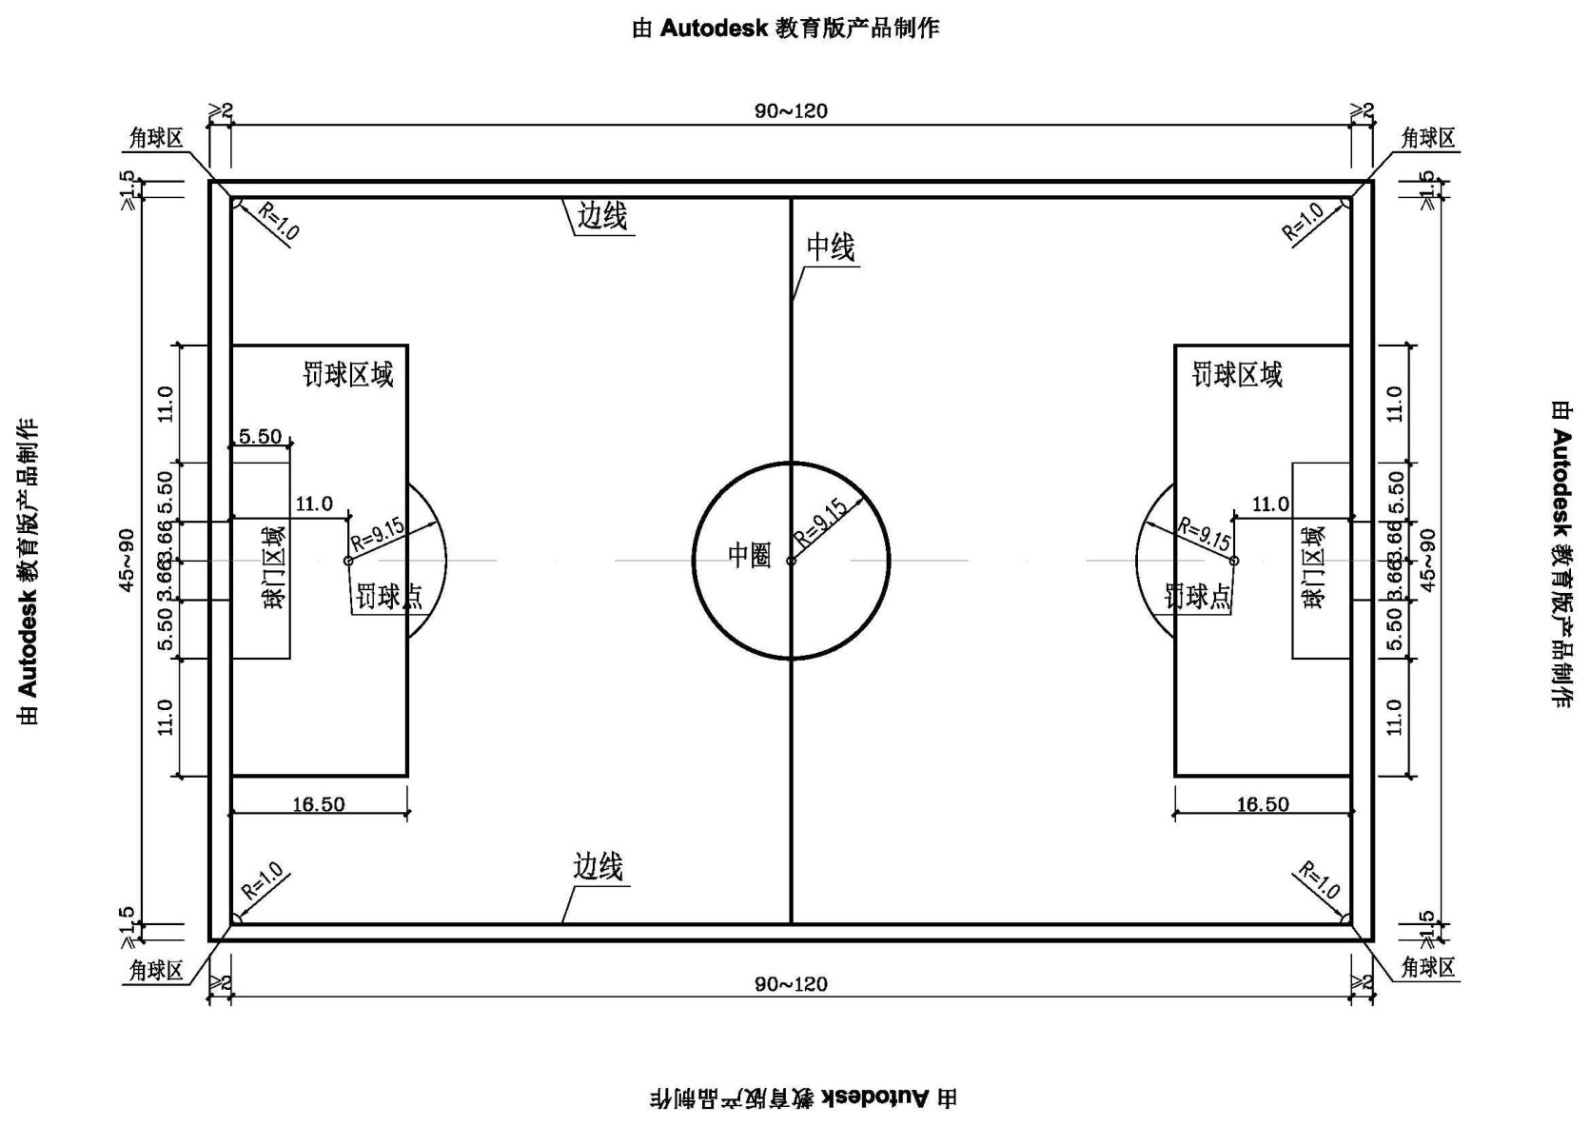 由 Autodesk 教育版产品制作
≥2
90~120
≥2
角球区
角球区
≥1.5
≥1.5
R=1.0
边线
R=1.0
中线
罚球区域
罚球区域
11.0
11.0
5.50
5.50
5.50
11.0
R=9.15
R=9.15
R=9.15
11.0
3.66
3.66
45~90
3.66
3.66
球门区域
罚球点
中圈
罚球点
球门区域
45~90
5.50
5.50
由 Autodesk 教育版产品制作
由 Autodesk 教育版产品制作
11.0
11.0
16.50
16.50
R=1.0
边线
R=1.0
≥1.5
≥1.5
角球区
角球区
≥2
90~120
≥2
由 Autodesk 教育版产品制作